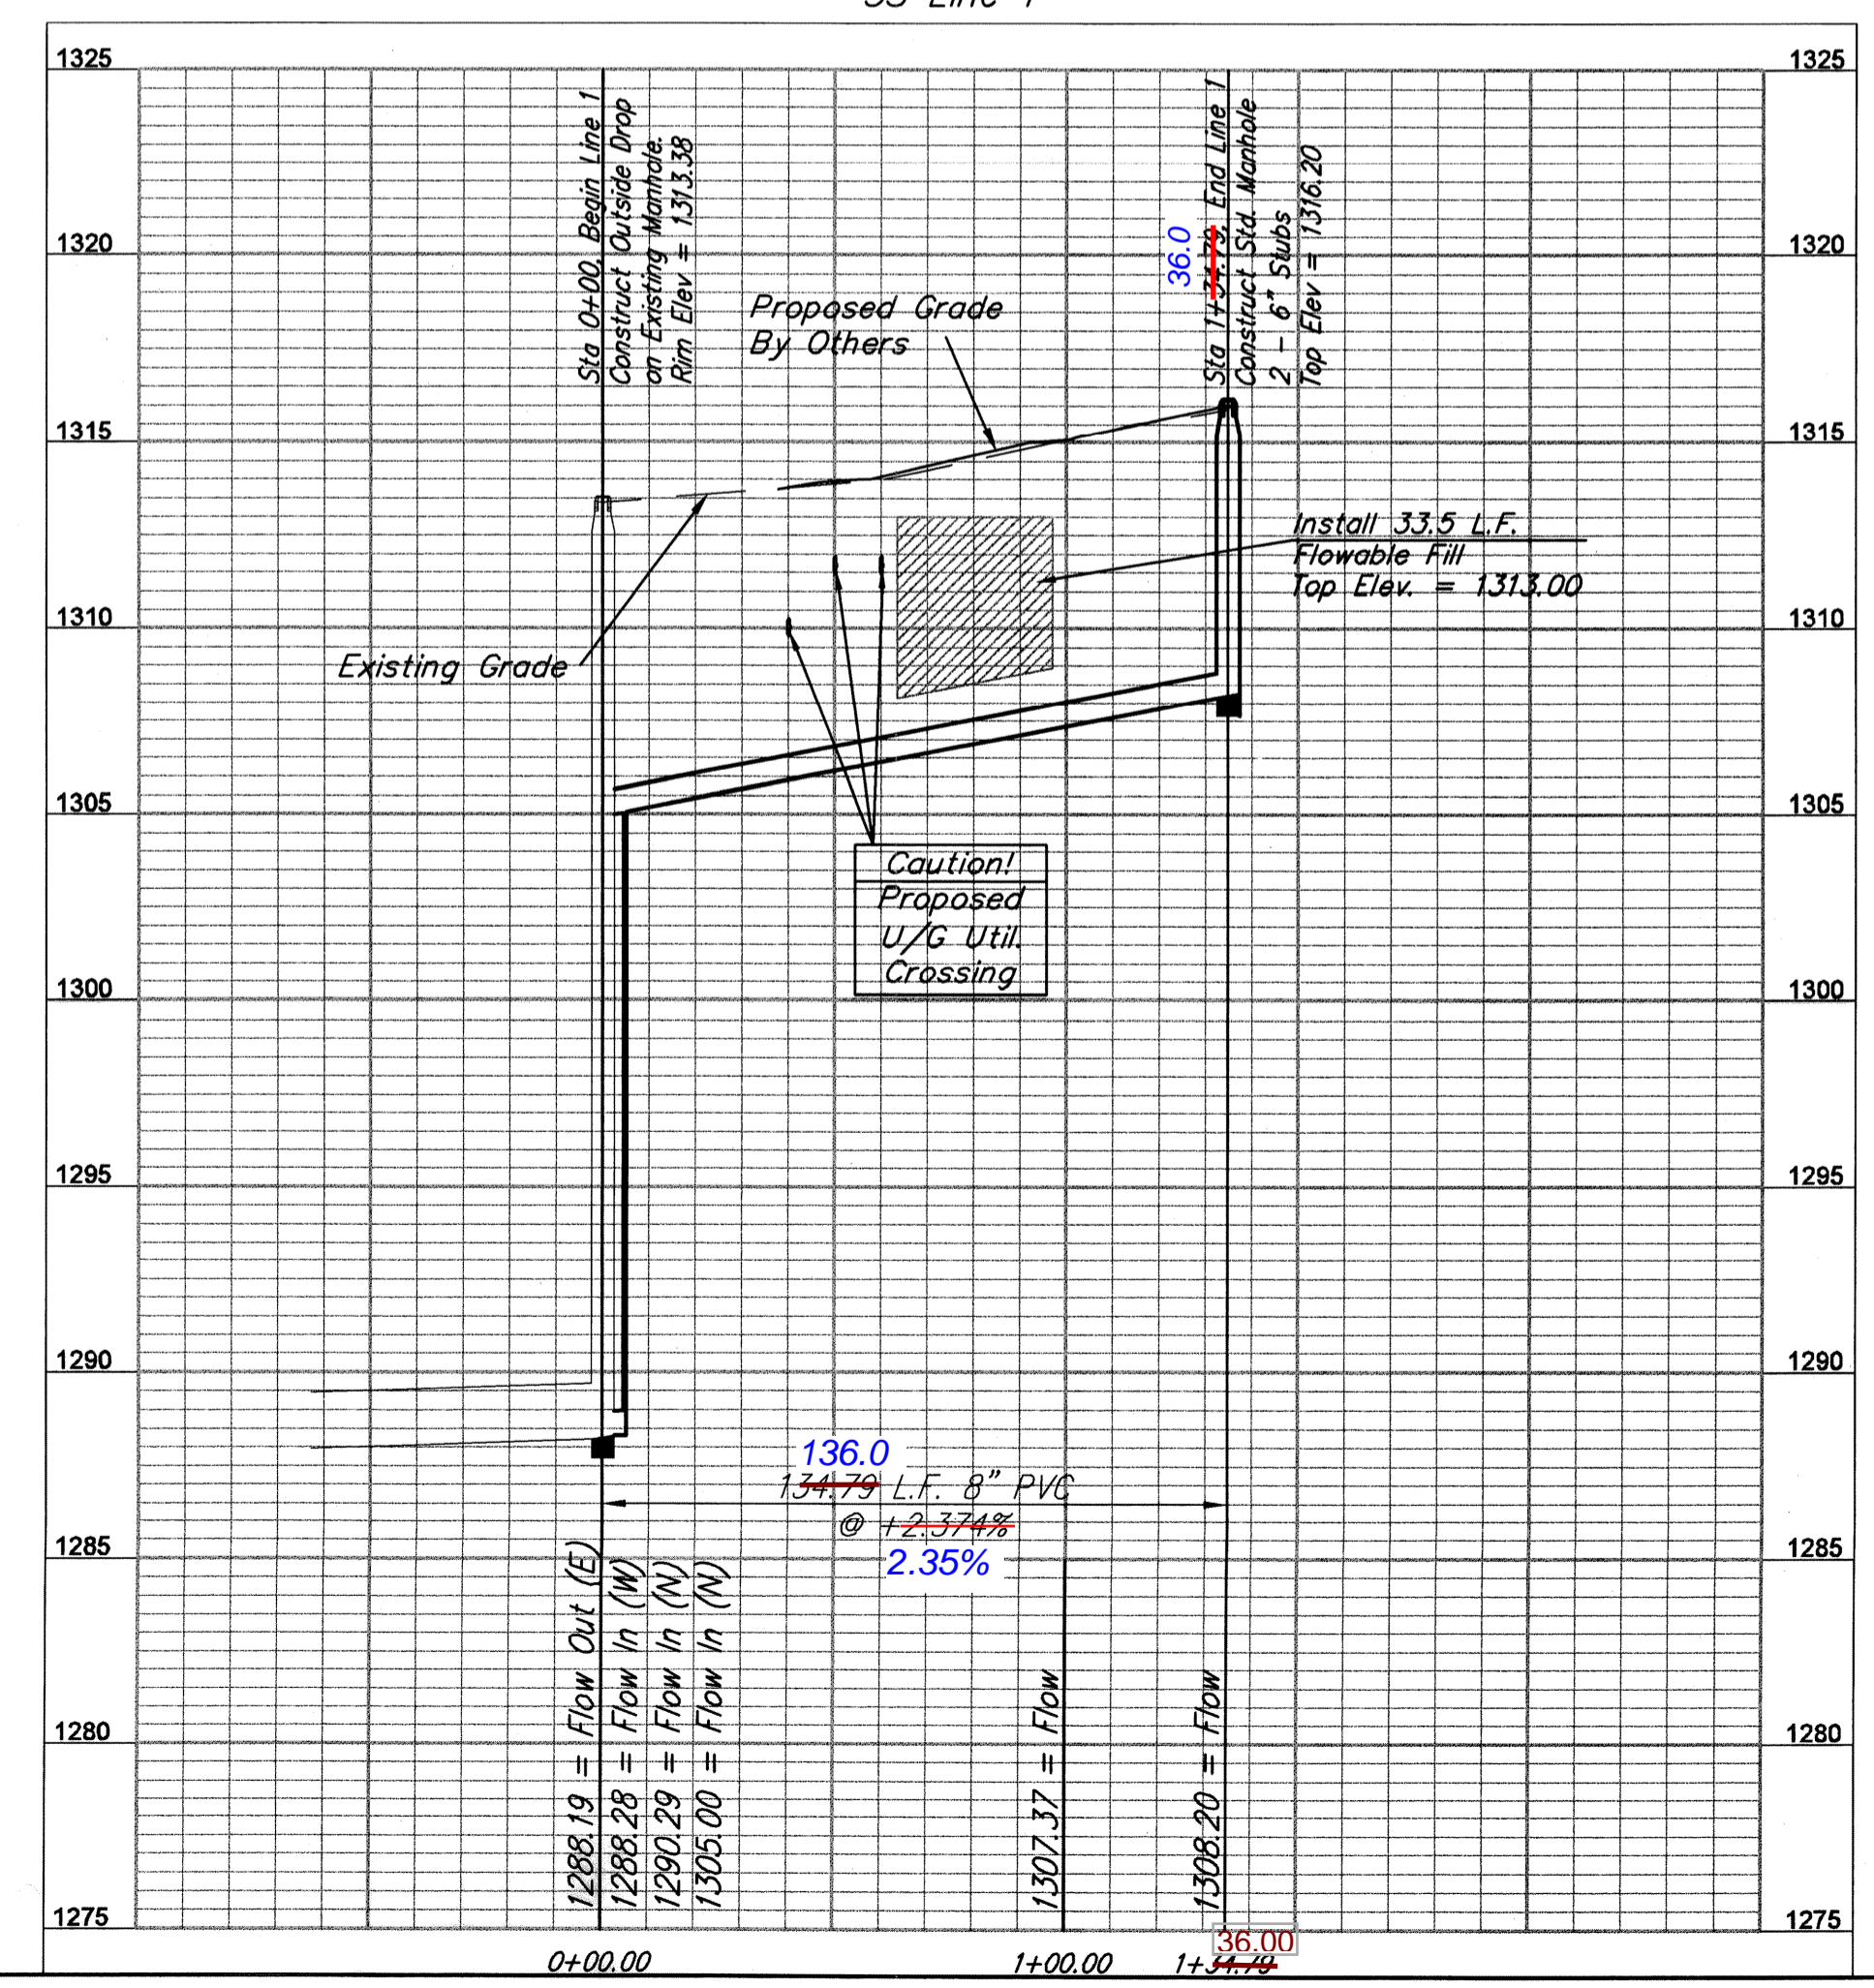 SS Line 1
1325
1325
Sta 0+00, Begin Line 1
Construct Outside Drop
on Existing Manhole.
Rim Elev = 1313.38
Sta 1+34.79, End Line 1
36.0
Construct Std. Manhole
2 - 6" Stubs
Top Elev = 1316.20
1320
1320
Proposed Grade
By Others
1315
1315
Install 33.5 L.F.
Flowable Fill
Top Elev. = 1313.00
1310
1310
Existing Grade
1305
1305
Caution!
Proposed
U/G Util.
Crossing
1300
1300
1295
1295
1290
1290
136.0
134.79 L.F. 8" PVC
@ +2.374%
2.35%
1285
1285
1288.19 = Flow Out (E)
1288.28 = Flow In (W)
1290.29 = Flow In (N)
1305.00 = Flow In (N)
1307.37 = Flow
1308.20 = Flow
1280
1280
1275
1275
36.00
0+00.00
1+00.00
1+34.79